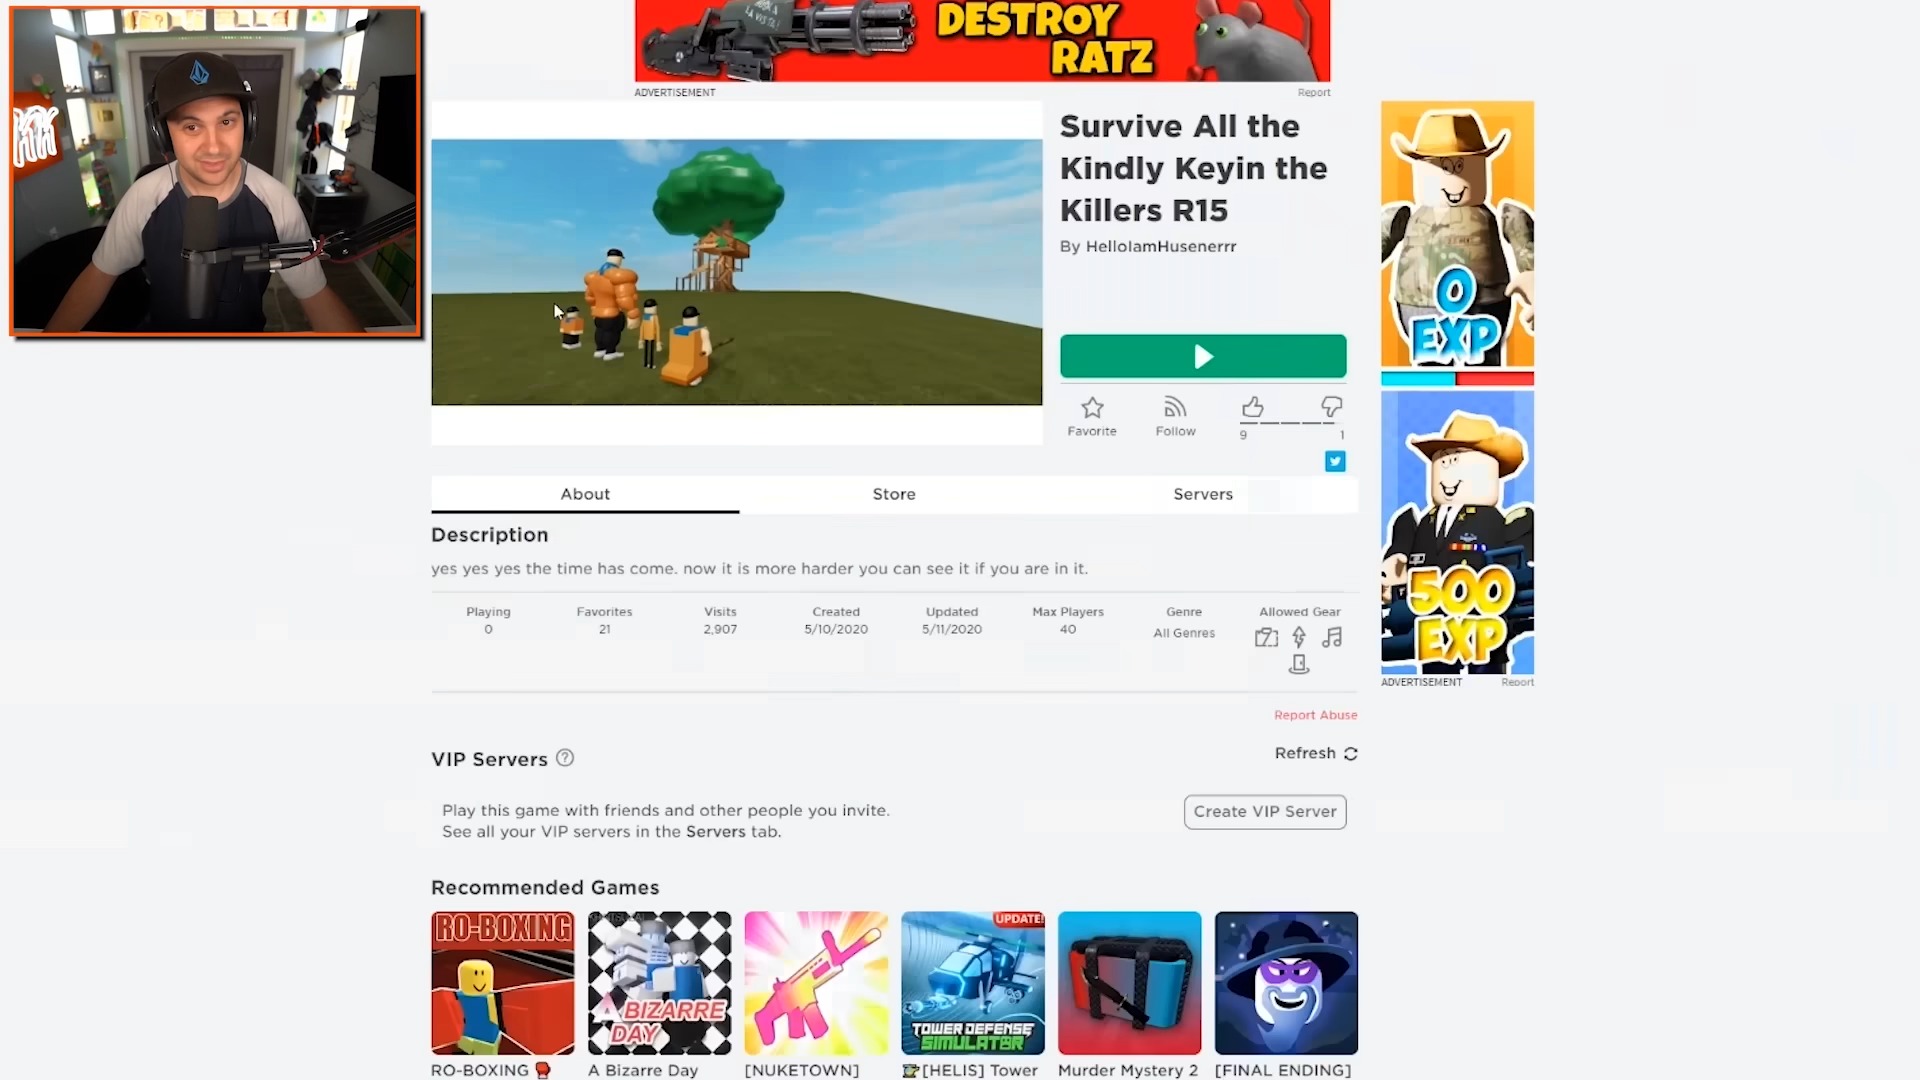 DESTROY
RATZ
ADVERTISEMENT
Report
Survive All the
Kindly Keyin the
Killers R15
By HelloIamHusenerrr
0
EXP
Favorite
Follow
9
1
About
Store
Servers
500
EXP
ADVERTISEMENT
Report
Description
yes yes yes the time has come. now it is more harder you can see it if you are in it.
Playing
Favorites
Visits
Created
Updated
Max Players
Genre
Allowed Gear
0
21
2,907
5/10/2020
5/11/2020
40
All Genres
Report Abuse
VIP Servers
Refresh
Play this game with friends and other people you invite.
See all your VIP servers in the Servers tab.
Create VIP Server
Recommended Games
RO-BOXING
A BIZARRE
DAY
UPDATE!
TOWER DEFENSE
SIMULATOR
RO-BOXING
A Bizarre Day
[NUKETOWN]
[HELIS] Tower
Murder Mystery 2
[FINAL ENDING]